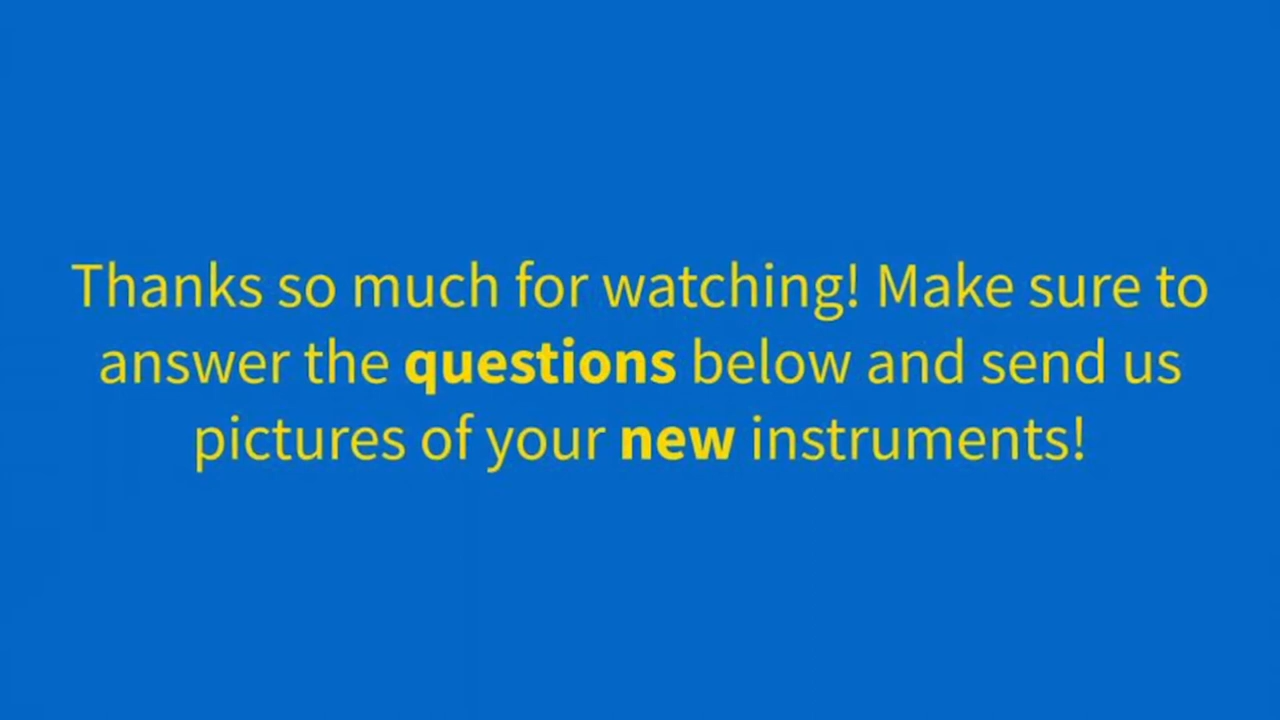 Thanks so much for watching! Make sure to
answer the questions below and send us
pictures of your new instruments!